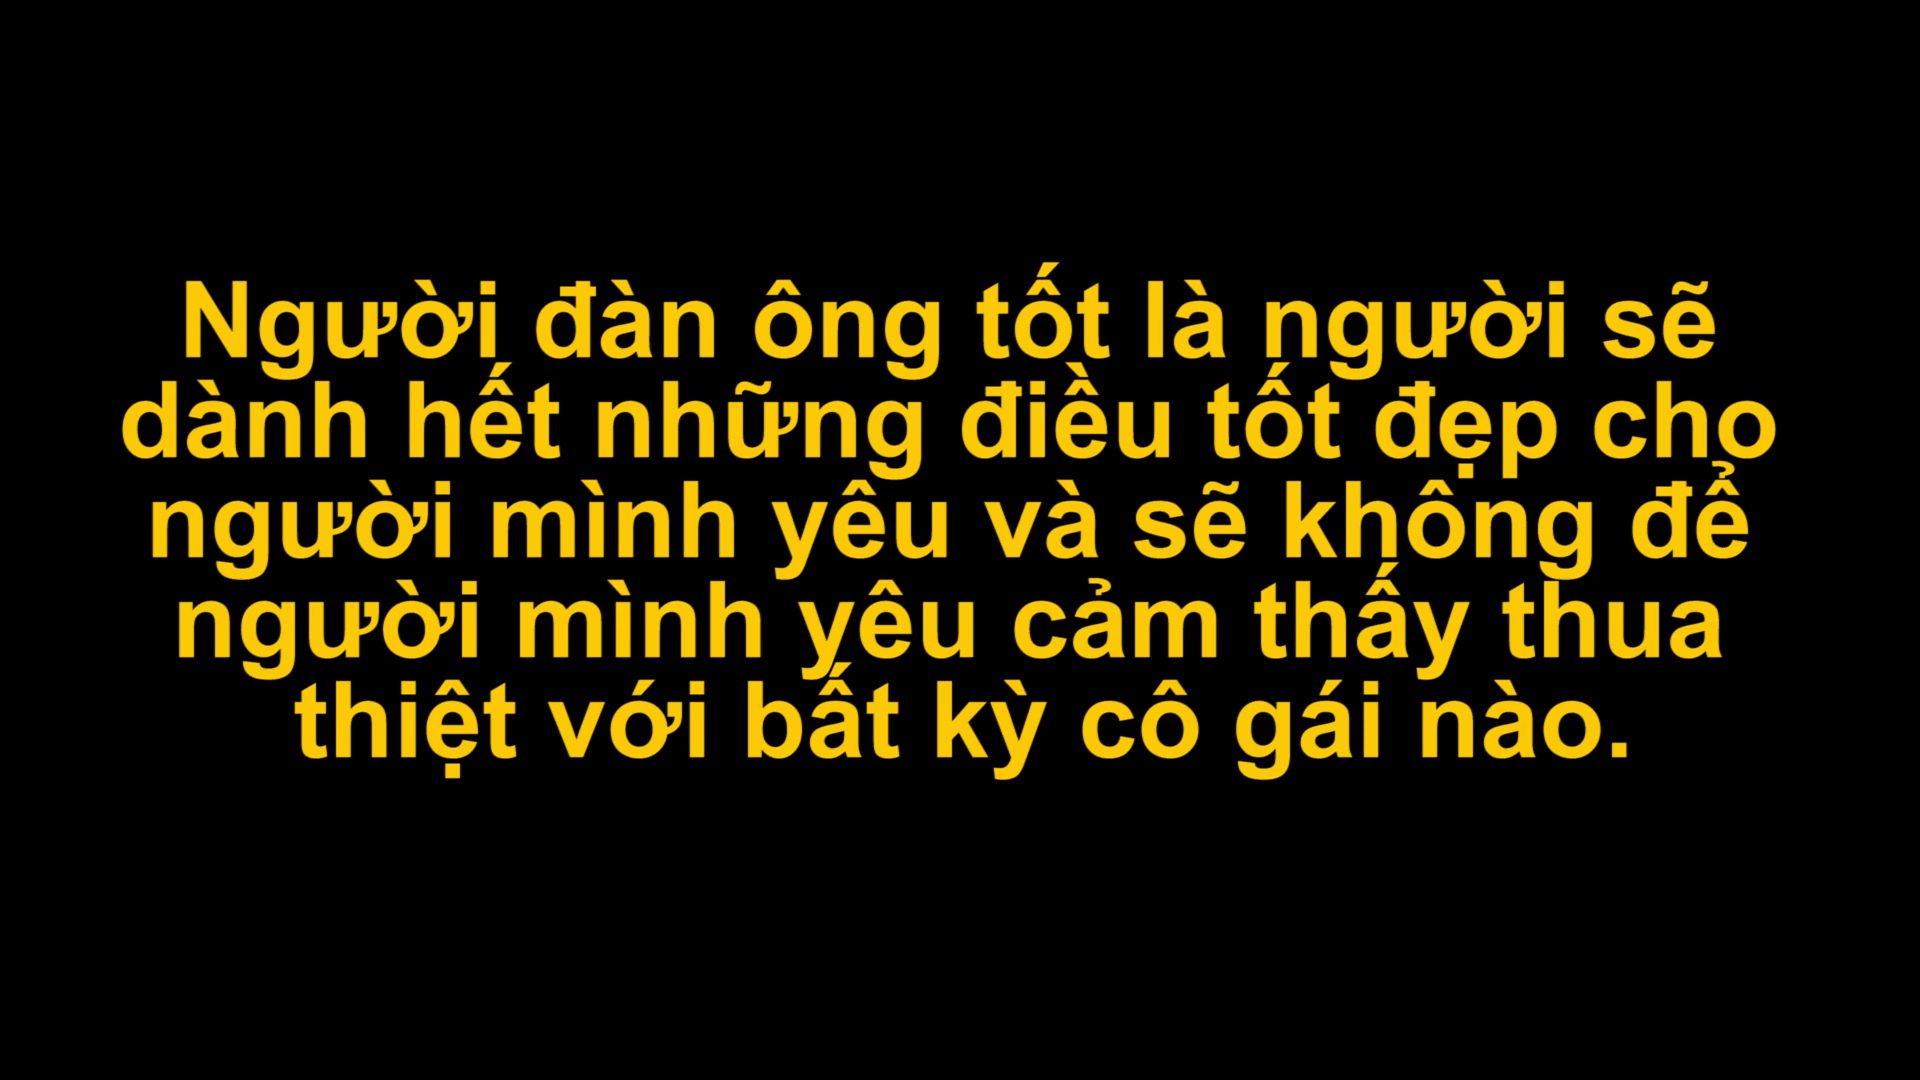 Người đàn ông tốt là người sẽ
dành hết những điều tốt đẹp cho
người mình yêu và sẽ không để
người mình yêu cảm thấy thua
thiệt với bất kỳ cô gái nào.